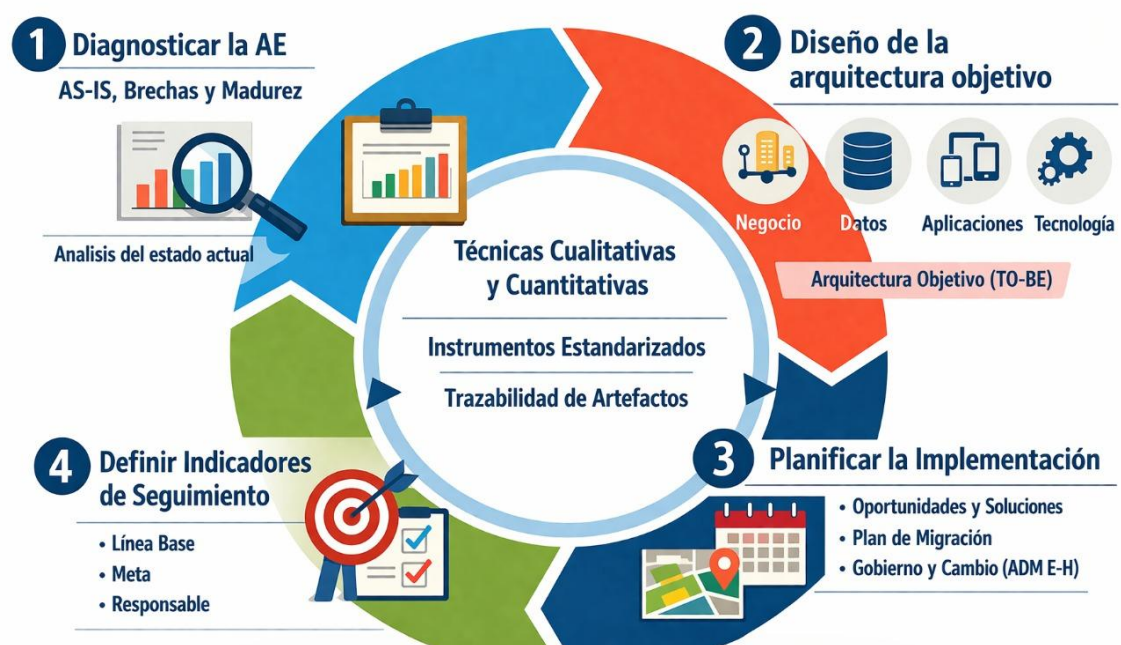 1 Diagnosticar la AE
AS-IS, Brechas y Madurez
Analisis del estado actual
2 Diseño de la
arquitectura objetivo
Negocio Datos Aplicaciones Tecnología
Arquitectura Objetivo (TO-BE)
Técnicas Cualitativas
y Cuantitativas
Instrumentos Estandarizados
Trazabilidad de Artefactos
3 Planificar la Implementación
• Oportunidades y Soluciones
• Plan de Migración
• Gobierno y Cambio (ADM E-H)
4 Definir Indicadores
de Seguimiento
• Línea Base
• Meta
• Responsable